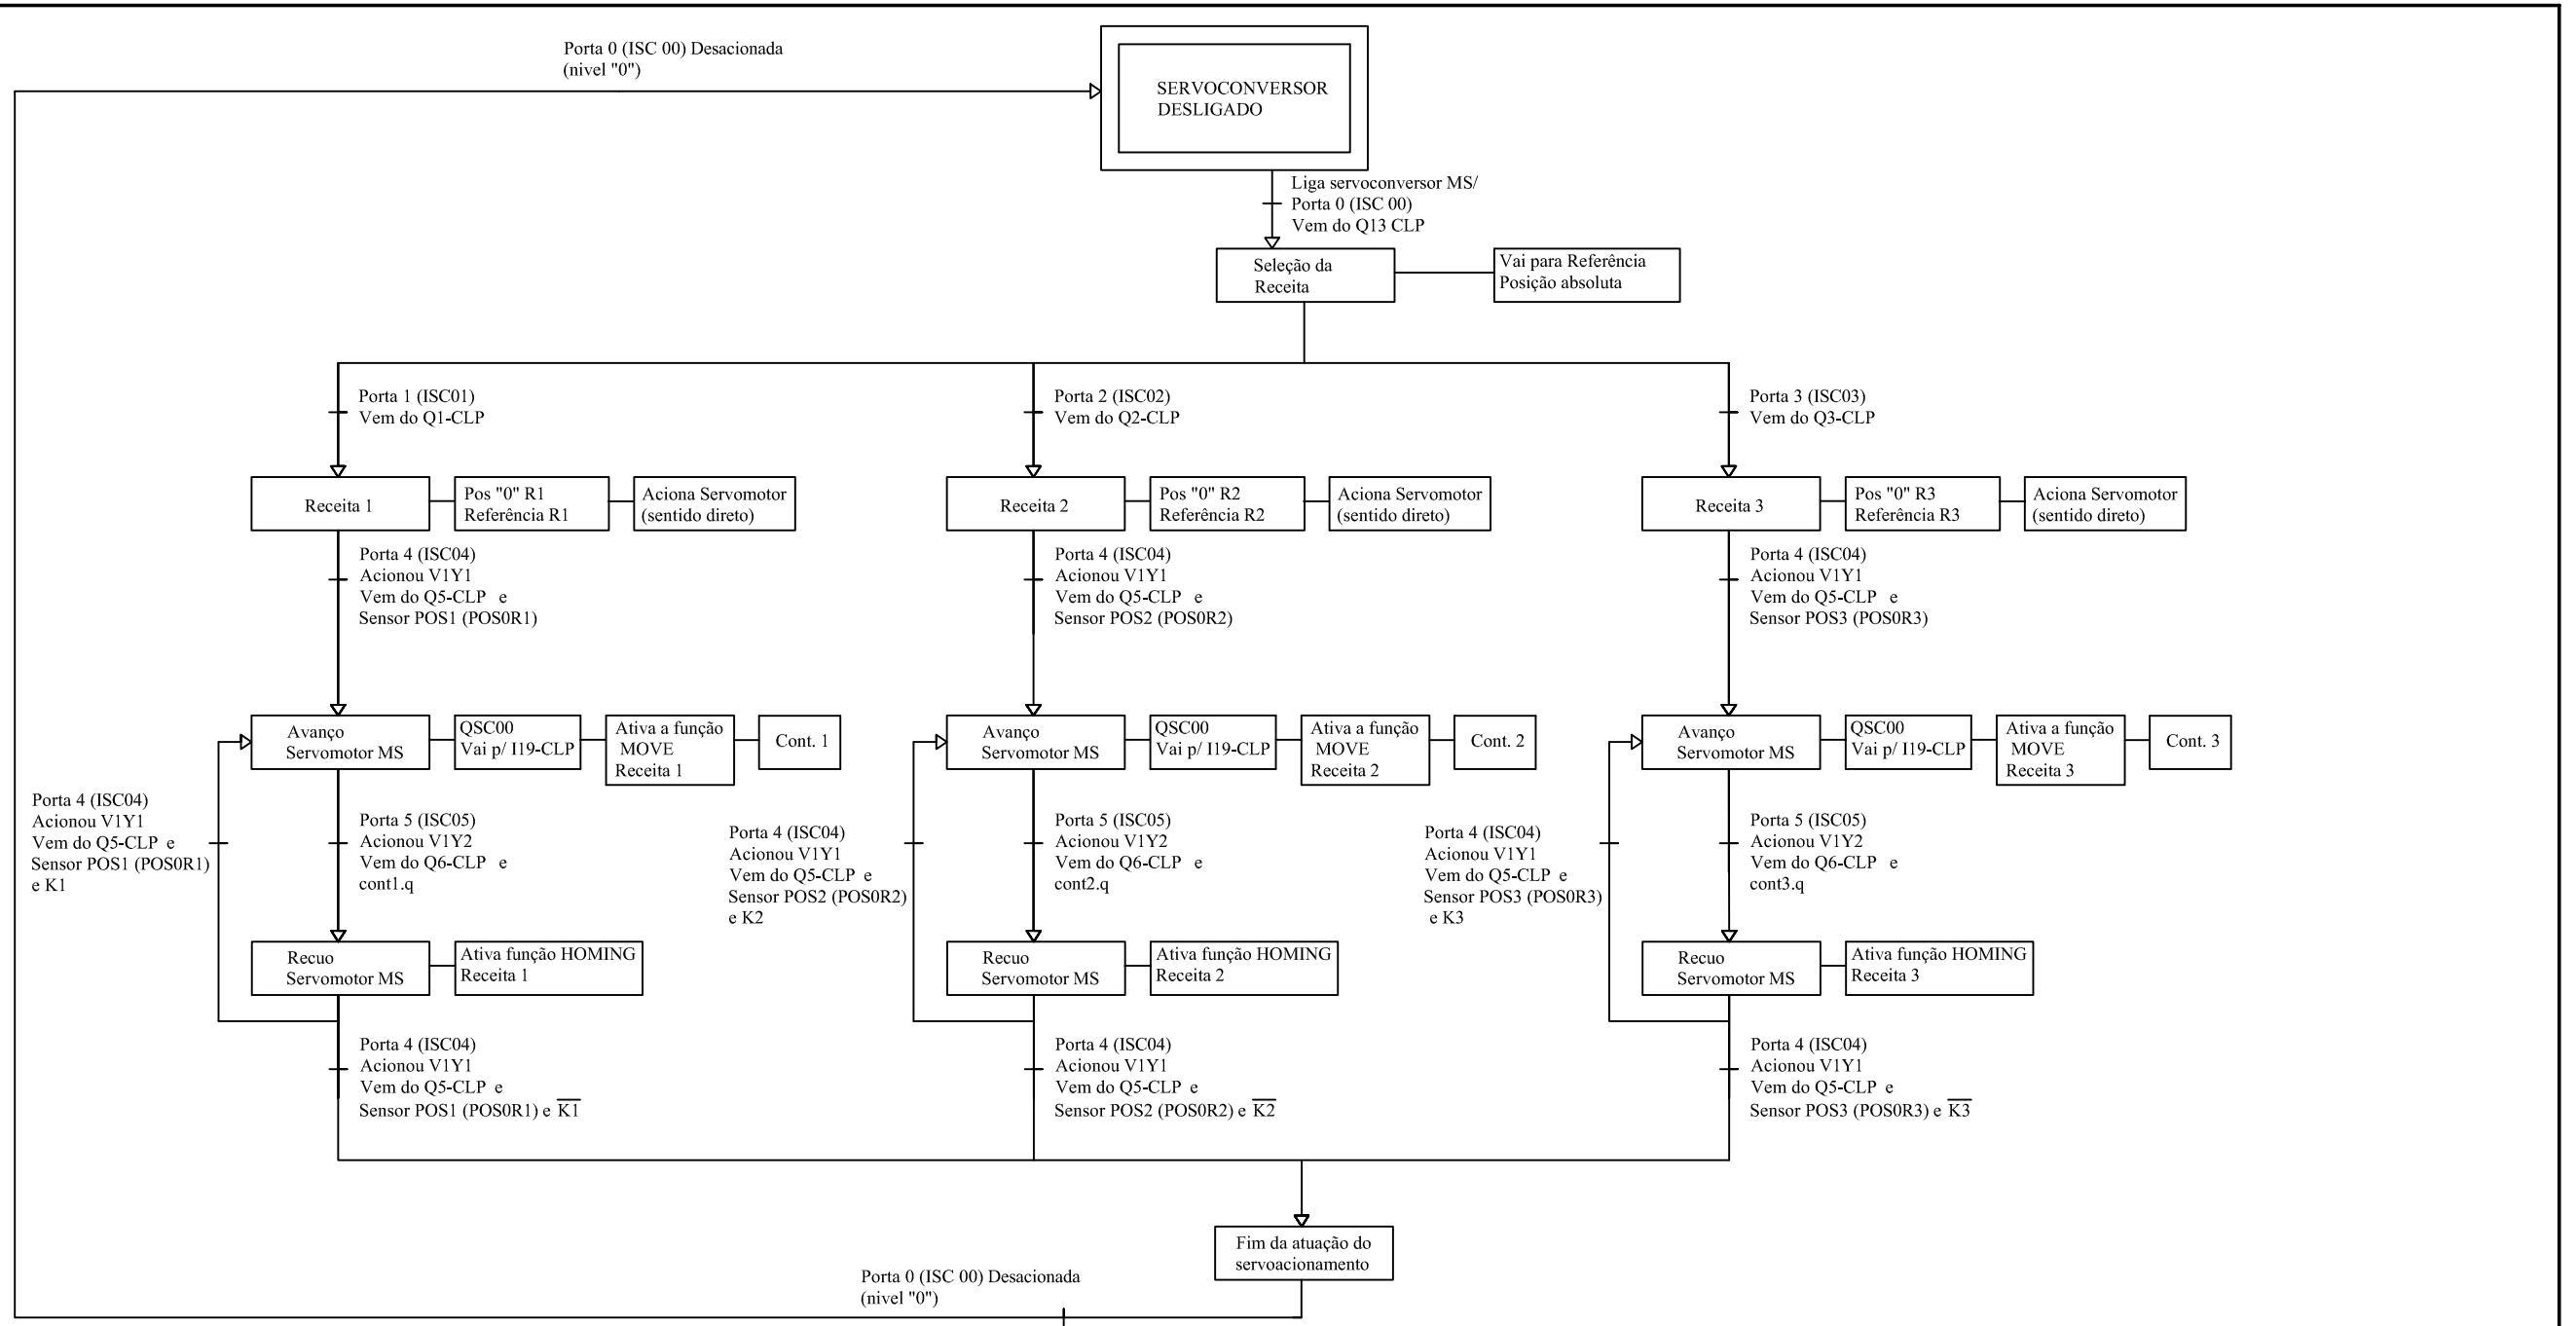 Porta 0 (ISC 00) Desacionada
(nivel "0")
SERVOCONVERSOR
DESLIGADO
Liga servoconversor MS/
Porta 0 (ISC 00)
Vem do Q13 CLP
Seleção da
Receita
Vai para Referência
Posição absoluta
Porta 1 (ISC01)
Vem do Q1-CLP
Porta 2 (ISC02)
Vem do Q2-CLP
Porta 3 (ISC03)
Vem do Q3-CLP
Receita 1
Pos "0" R1
Referência R1
Aciona Servomotor
(sentido direto)
Receita 2
Pos "0" R2
Referência R2
Aciona Servomotor
(sentido direto)
Receita 3
Pos "0" R3
Referência R3
Aciona Servomotor
(sentido direto)
Porta 4 (ISC04)
Acionou V1Y1
Vem do Q5-CLP e
Sensor POS1 (POS0R1)
Porta 4 (ISC04)
Acionou V1Y1
Vem do Q5-CLP e
Sensor POS2 (POS0R2)
Porta 4 (ISC04)
Acionou V1Y1
Vem do Q5-CLP e
Sensor POS3 (POS0R3)
Avanço
Servomotor MS
QSC00
Vai p/ I19-CLP
Ativa a função
MOVE
Receita 1
Cont. 1
Avanço
Servomotor MS
QSC00
Vai p/ I19-CLP
Ativa a função
MOVE
Receita 2
Cont. 2
Avanço
Servomotor MS
QSC00
Vai p/ I19-CLP
Ativa a função
MOVE
Receita 3
Cont. 3
Porta 4 (ISC04)
Acionou V1Y1
Vem do Q5-CLP e
Sensor POS1 (POS0R1)
e K1
Porta 5 (ISC05)
Acionou V1Y2
Vem do Q6-CLP e
cont1.q
Porta 4 (ISC04)
Acionou V1Y1
Vem do Q5-CLP e
Sensor POS2 (POS0R2)
e K2
Porta 5 (ISC05)
Acionou V1Y2
Vem do Q6-CLP e
cont2.q
Porta 4 (ISC04)
Acionou V1Y1
Vem do Q5-CLP e
Sensor POS3 (POS0R3)
e K3
Porta 5 (ISC05)
Acionou V1Y2
Vem do Q6-CLP e
cont3.q
Recuo
Servomotor MS
Ativa função HOMING
Receita 1
Recuo
Servomotor MS
Ativa função HOMING
Receita 2
Recuo
Servomotor MS
Ativa função HOMING
Receita 3
Porta 4 (ISC04)
Acionou V1Y1
Vem do Q5-CLP e
Sensor POS1 (POS0R1) e K̅1̅
Porta 4 (ISC04)
Acionou V1Y1
Vem do Q5-CLP e
Sensor POS2 (POS0R2) e K̅2̅
Porta 4 (ISC04)
Acionou V1Y1
Vem do Q5-CLP e
Sensor POS3 (POS0R3) e K̅3̅
Fim da atuação do
servoacionamento
Porta 0 (ISC 00) Desacionada
(nivel "0")